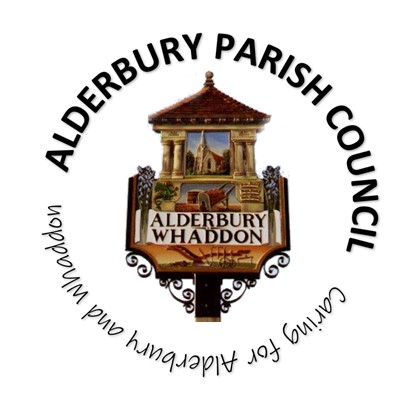 ALDERBURY PARISH COUNCIL
ALDERBURY
WHADDON
Caring for Alderbury and Whaddon